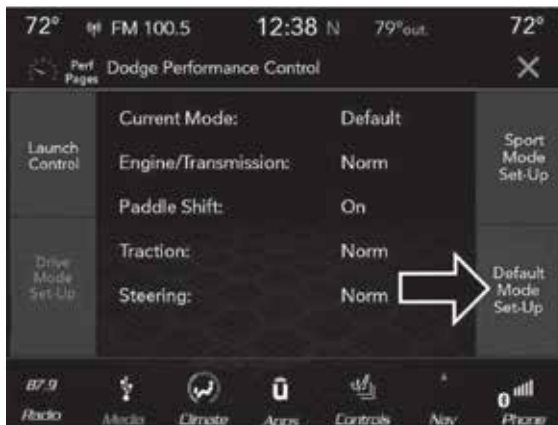 72° FM 100.5 12:38 N 79°out. 72°
Perf Pages Dodge Performance Control
Current Mode: Default
Engine/Transmission: Norm
Paddle Shift: On
Traction: Norm
Steering: Norm
Launch
Control
Drive
Mode
Set-Up
Sport
Mode
Set-Up
Default
Mode
Set-Up
87.9
Radio Media Climate Apps Controls Nav Phone